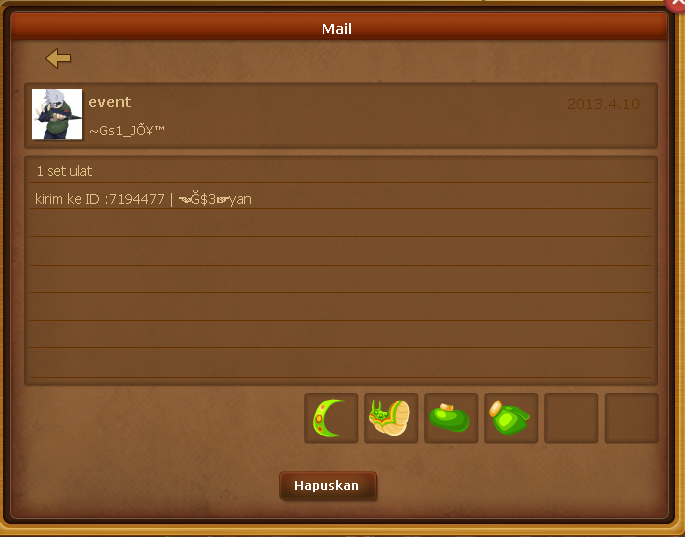 Mail
event
2013.4.10
~Gs1_JÕ¥™
1 set ulat
kirim ke ID :7194477 | ☜Ğ$3☞yan
Hapuskan